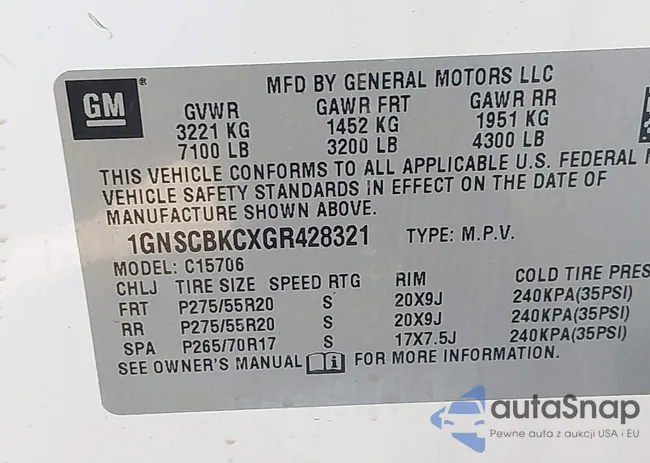 MFD BY GENERAL MOTORS LLC
GM ®
GVWR GAWR FRT GAWR RR
3221 KG 1452 KG 1951 KG
7100 LB 3200 LB 4300 LB
THIS VEHICLE CONFORMS TO ALL APPLICABLE U.S. FEDERAL
VEHICLE SAFETY STANDARDS IN EFFECT ON THE DATE OF
MANUFACTURE SHOWN ABOVE.
1GNSCBKCXGR428321 TYPE: M.P.V.
MODEL: C15706
CHLJ TIRE SIZE SPEED RTG RIM COLD TIRE PRES
FRT P275/55R20 S 20X9J 240KPA(35PSI)
RR P275/55R20 S 20X9J 240KPA(35PSI)
SPA P265/70R17 S 17X7.5J 240KPA(35PSI)
SEE OWNER'S MANUAL FOR MORE INFORMATION.
autaSnap
Pewne auta z aukcji USA i EU